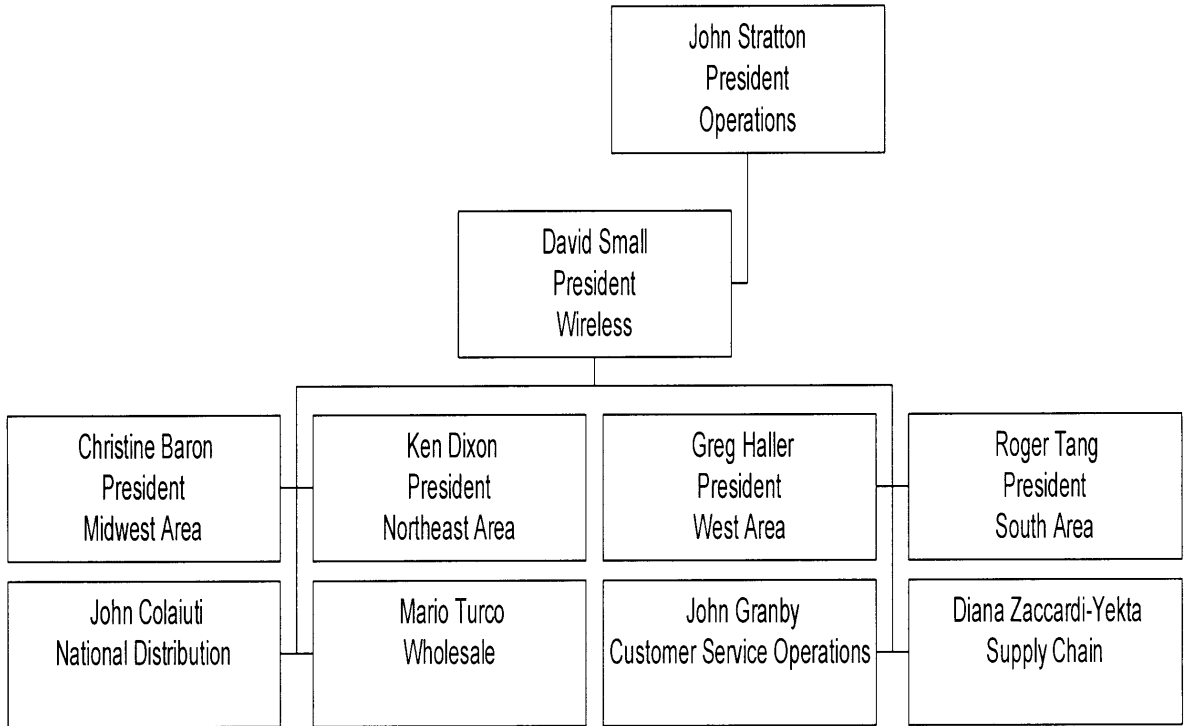 John Stratton
President
Operations
David Small
President
Wireless
Christine Baron
President
Midwest Area
Ken Dixon
President
Northeast Area
Greg Haller
President
West Area
Roger Tang
President
South Area
John Colaiuti
National Distribution
Mario Turco
Wholesale
John Granby
Customer Service Operations
Diana Zaccardi-Yekta
Supply Chain